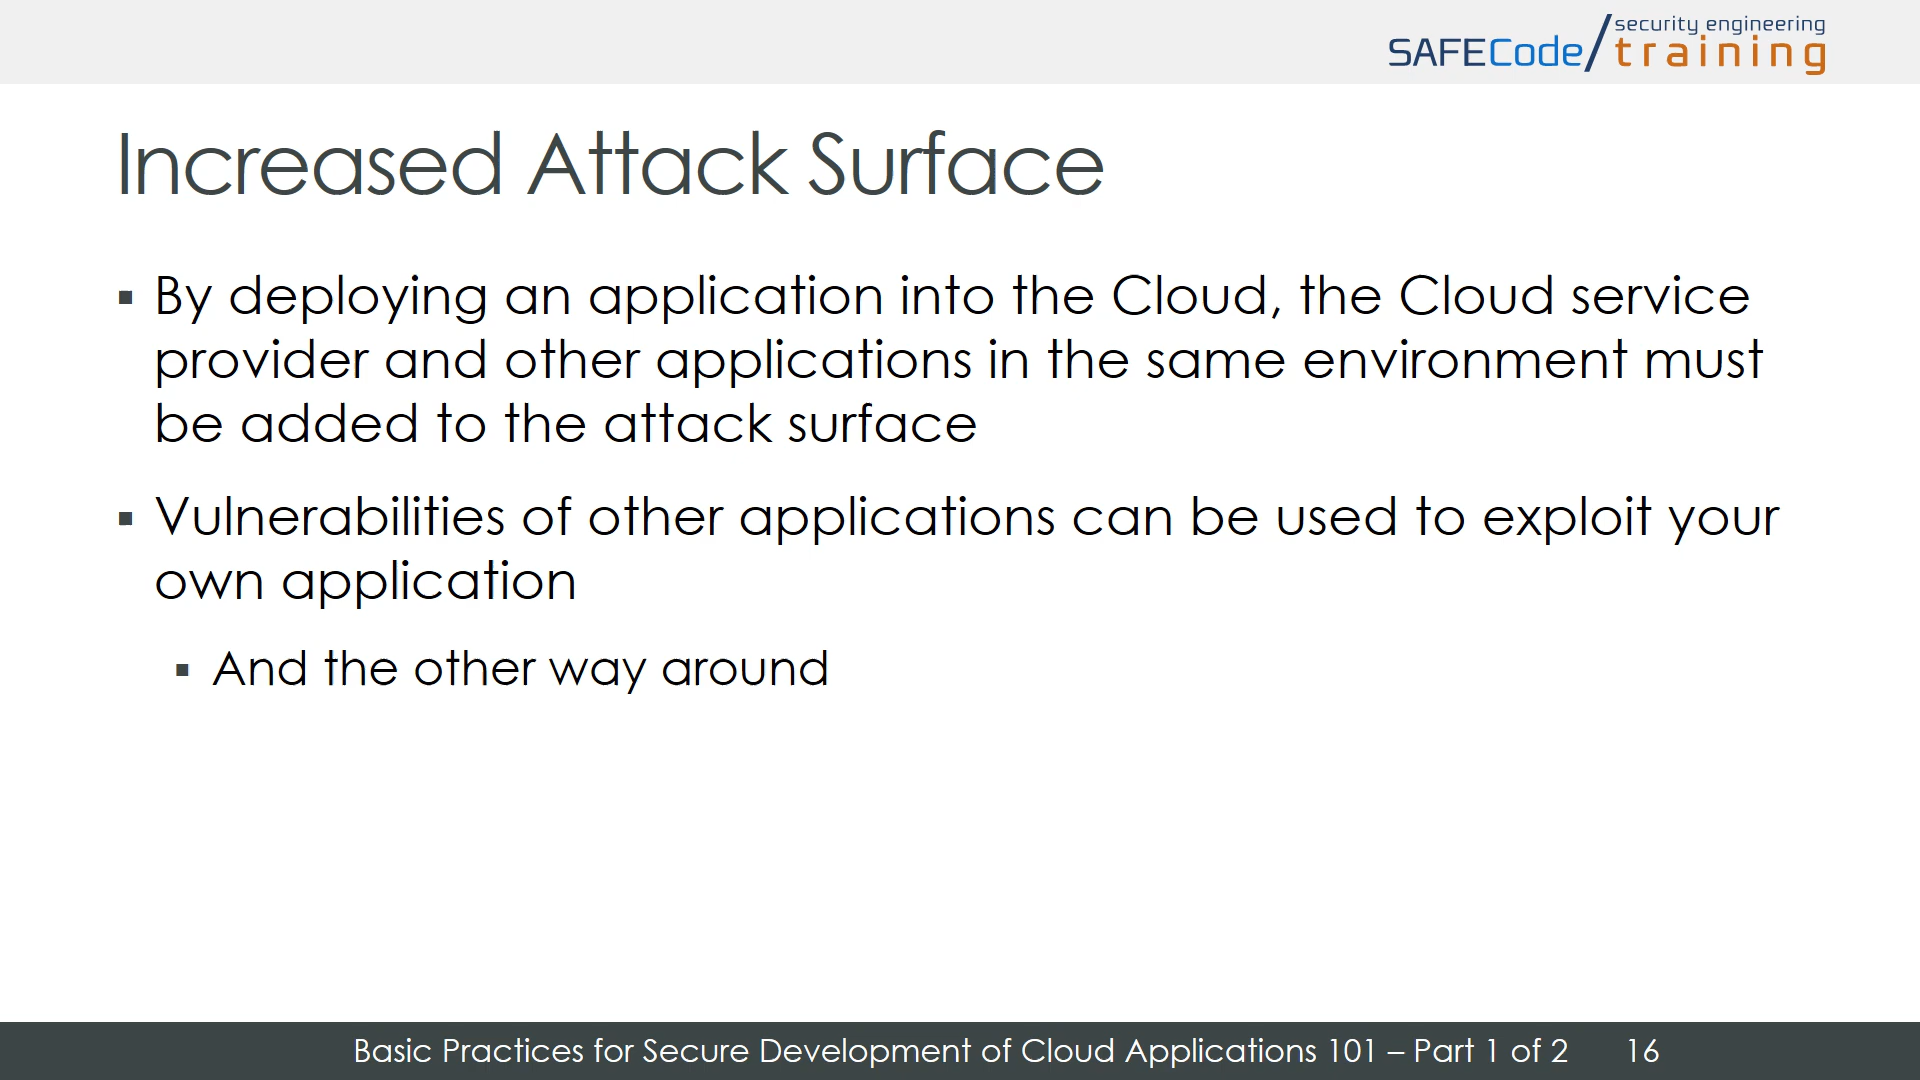 SAFECode/security engineering
training
Increased Attack Surface
▪ By deploying an application into the Cloud, the Cloud service
provider and other applications in the same environment must
be added to the attack surface
▪ Vulnerabilities of other applications can be used to exploit your
own application
▪ And the other way around
Basic Practices for Secure Development of Cloud Applications 101 – Part 1 of 2 16